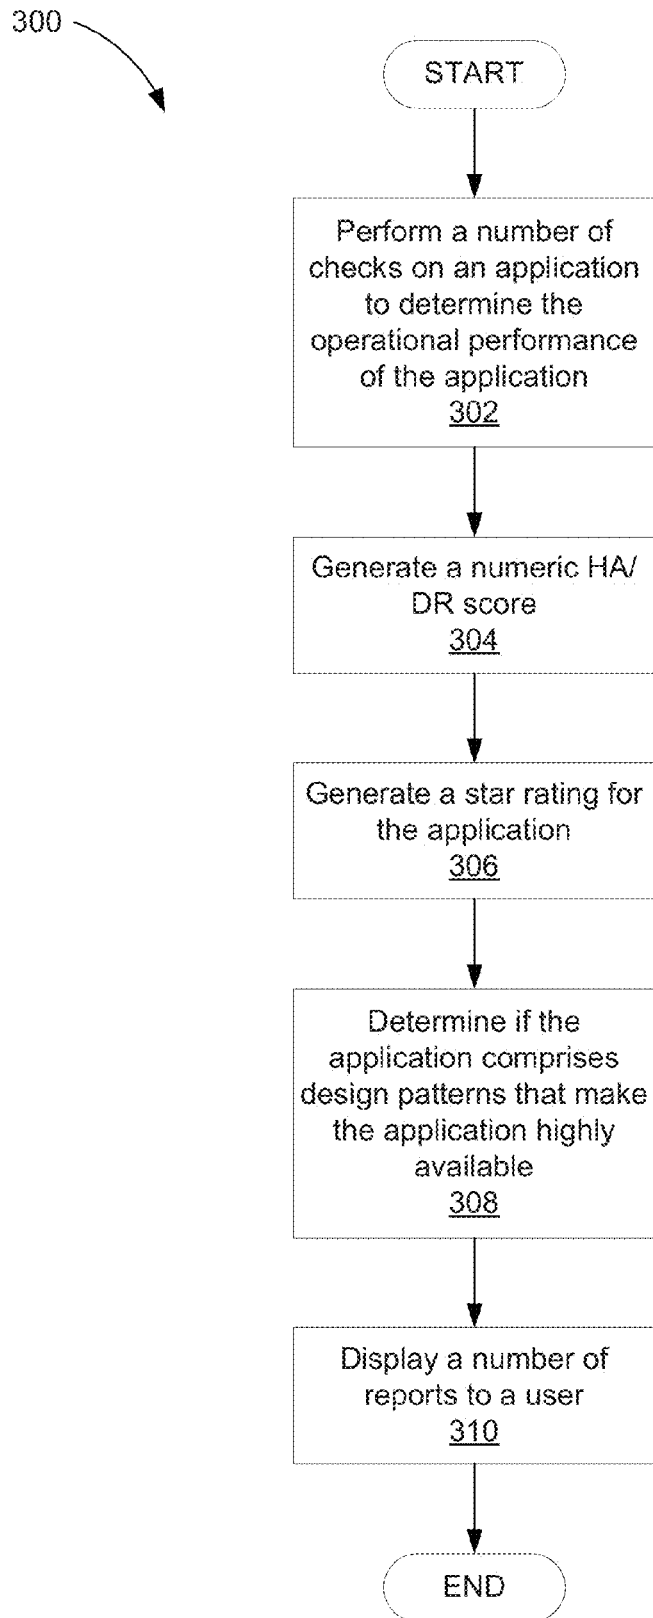 300
START
Perform a number of
checks on an application
to determine the
operational performance
of the application
302
Generate a numeric HA/
DR score
304
Generate a star rating for
the application
306
Determine if the
application comprises
design patterns that make
the application highly
available
308
Display a number of
reports to a user
310
END